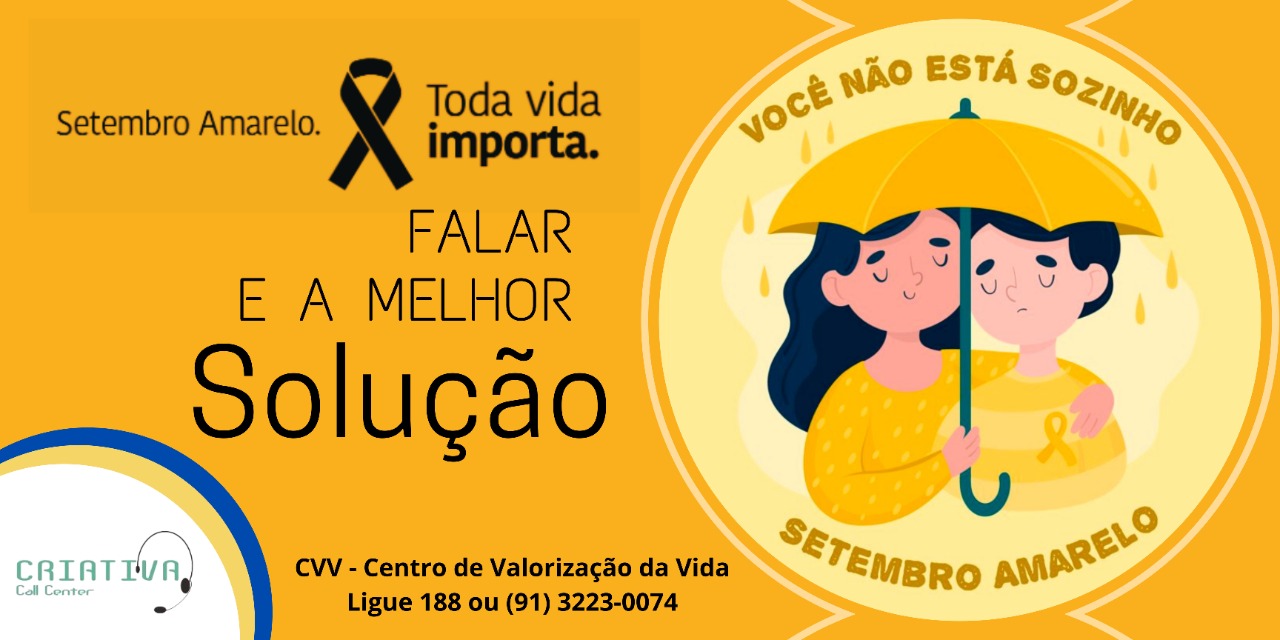 Setembro Amarelo.
Toda vida
importa.
FALAR
E A MELHOR
Solução
VOCÊ NÃO ESTÁ SOZINHO
SETEMBRO AMARELO
CRIATIVA
Call Center
CVV - Centro de Valorização da Vida
Ligue 188 ou (91) 3223-0074